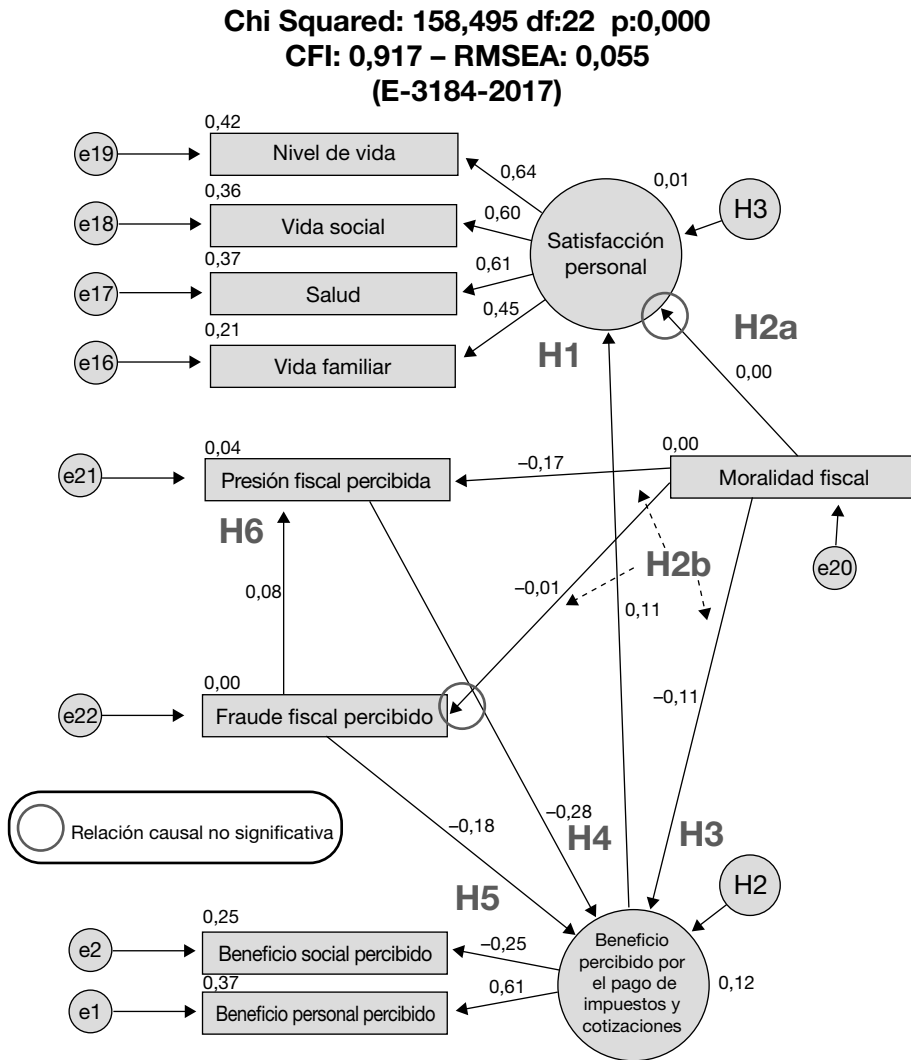 Chi Squared: 158,495 df:22 p:0,000
CFI: 0,917 – RMSEA: 0,055
(E-3184-2017)
0,42
e19
Nivel de vida
0,64
0,01
H3
0,36
e18
Vida social
0,60
Satisfacción
personal
0,37
e17
Salud
0,61
0,45
0,21
e16
Vida familiar
H1
H2a
0,00
0,04
e21
Presión fiscal percibida
–0,17
0,00
Moralidad fiscal
H6
H2b
e20
0,08
–0,01
0,11
0,00
e22
Fraude fiscal percibido
–0,11
Relación causal no significativa
–0,18
–0,28
H4
H3
H5
H2
0,25
e2
Beneficio social percibido
–0,25
0,37
e1
Beneficio personal percibido
0,61
Beneficio
percibido por
el pago de
impuestos y
cotizaciones
0,12